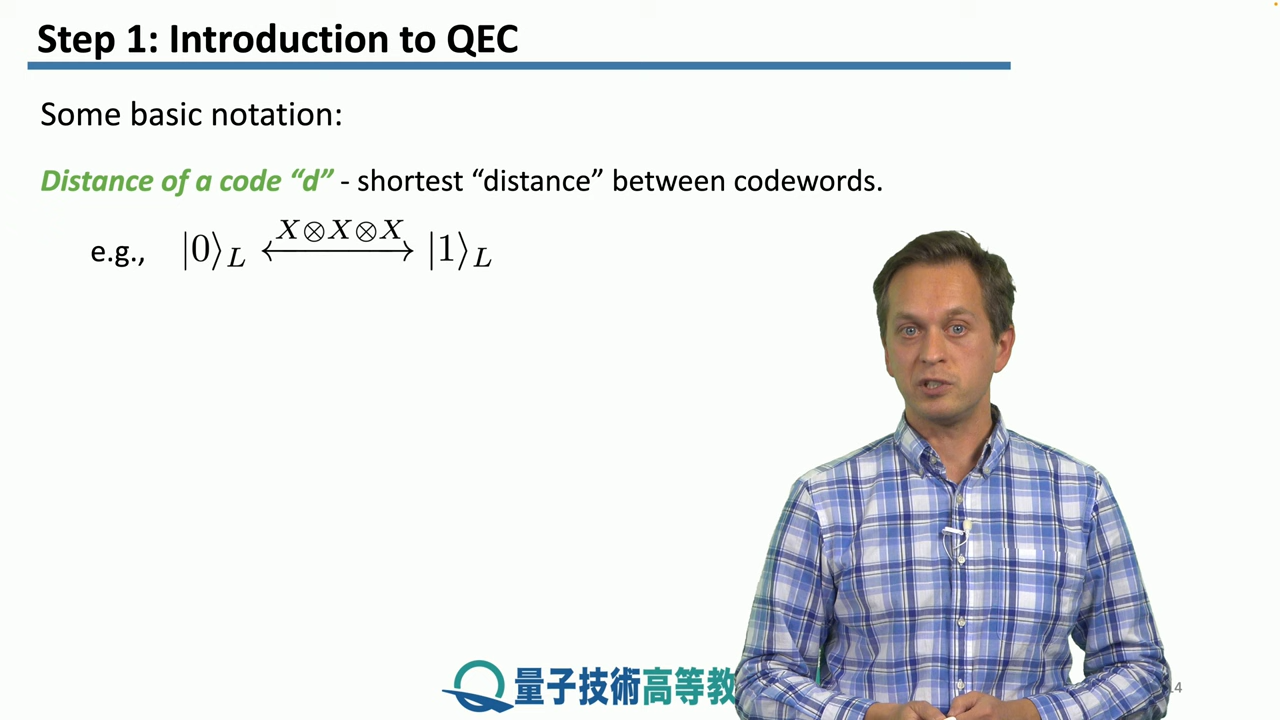 Step 1: Introduction to QEC
Some basic notation:
Distance of a code “d” - shortest “distance” between codewords.
X⊗X⊗X
e.g., |0⟩_L ⟷ |1⟩_L
量子技術高等教
14